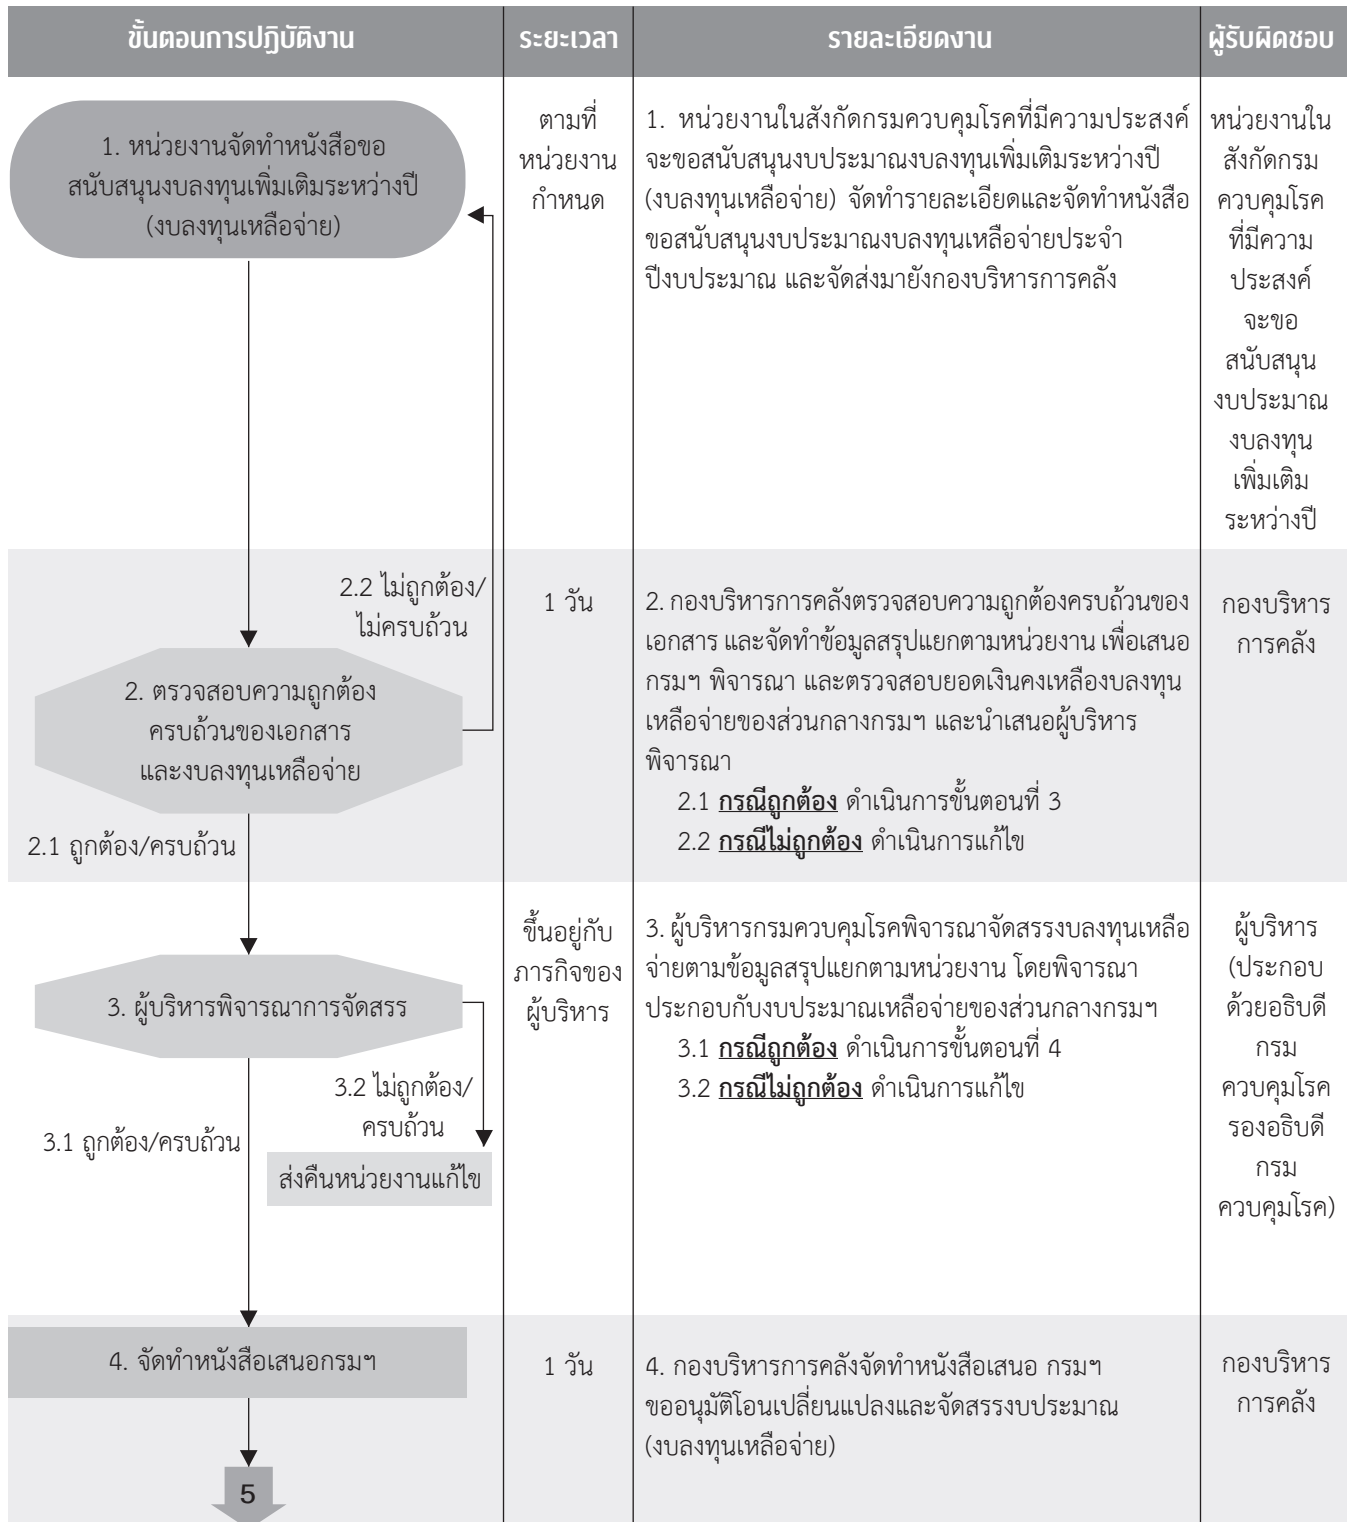 ขั้นตอนการปฏิบัติงาน
ระยะเวลา
รายละเอียดงาน
ผู้รับผิดชอบ
1. หน่วยงานจัดทำหนังสือขอ
สนับสนุนงบลงทุนเพิ่มเติมระหว่างปี
(งบลงทุนเหลือจ่าย)
ตามที่
หน่วยงาน
กำหนด
1. หน่วยงานในสังกัดกรมควบคุมโรคที่มีความประสงค์
จะขอสนับสนุนงบประมาณงบลงทุนเพิ่มเติมระหว่างปี
(งบลงทุนเหลือจ่าย) จัดทำรายละเอียดและจัดทำหนังสือ
ขอสนับสนุนงบประมาณงบลงทุนเหลือจ่ายประจำ
ปีงบประมาณ และจัดส่งมายังกองบริหารการคลัง
หน่วยงานใน
สังกัดกรม
ควบคุมโรค
ที่มีความ
ประสงค์
จะขอ
สนับสนุน
งบประมาณ
งบลงทุน
เพิ่มเติม
ระหว่างปี
2.2 ไม่ถูกต้อง/
ไม่ครบถ้วน
2. ตรวจสอบความถูกต้อง
ครบถ้วนของเอกสาร
และงบลงทุนเหลือจ่าย
2.1 ถูกต้อง/ครบถ้วน
1 วัน
2. กองบริหารการคลังตรวจสอบความถูกต้องครบถ้วนของ
เอกสาร และจัดทำข้อมูลสรุปแยกตามหน่วยงาน เพื่อเสนอ
กรมฯ พิจารณา และตรวจสอบยอดเงินคงเหลืองบลงทุน
เหลือจ่ายของส่วนกลางกรมฯ และนำเสนอผู้บริหาร
พิจารณา
2.1 กรณีถูกต้อง ดำเนินการขั้นตอนที่ 3
2.2 กรณีไม่ถูกต้อง ดำเนินการแก้ไข
กองบริหาร
การคลัง
3. ผู้บริหารพิจารณาการจัดสรร
3.2 ไม่ถูกต้อง/
ครบถ้วน
3.1 ถูกต้อง/ครบถ้วน
ส่งคืนหน่วยงานแก้ไข
ขึ้นอยู่กับ
ภารกิจของ
ผู้บริหาร
3. ผู้บริหารกรมควบคุมโรคพิจารณาจัดสรรงบลงทุนเหลือ
จ่ายตามข้อมูลสรุปแยกตามหน่วยงาน โดยพิจารณา
ประกอบกับงบประมาณเหลือจ่ายของส่วนกลางกรมฯ
3.1 กรณีถูกต้อง ดำเนินการขั้นตอนที่ 4
3.2 กรณีไม่ถูกต้อง ดำเนินการแก้ไข
ผู้บริหาร
(ประกอบ
ด้วยอธิบดี
กรม
ควบคุมโรค
รองอธิบดี
กรม
ควบคุมโรค)
4. จัดทำหนังสือเสนอกรมฯ
5
1 วัน
4. กองบริหารการคลังจัดทำหนังสือเสนอ กรมฯ
ขออนุมัติโอนเปลี่ยนแปลงและจัดสรรงบประมาณ
(งบลงทุนเหลือจ่าย)
กองบริหาร
การคลัง